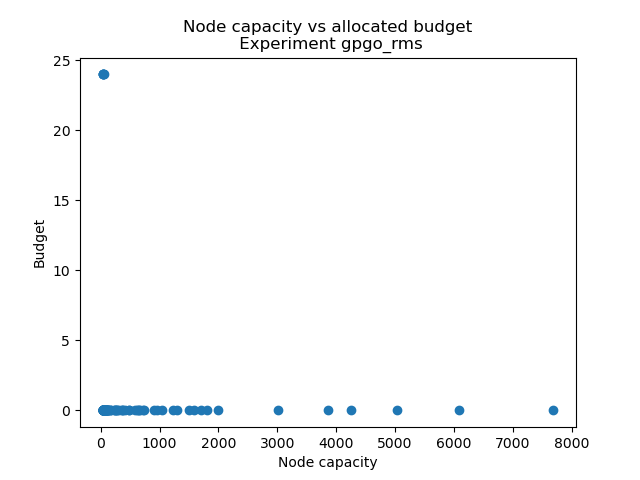 Node capacity vs allocated budget
Experiment gpgo_rms
25
20
15
10
5
0
Budget
0 1000 2000 3000 4000 5000 6000 7000 8000
Node capacity